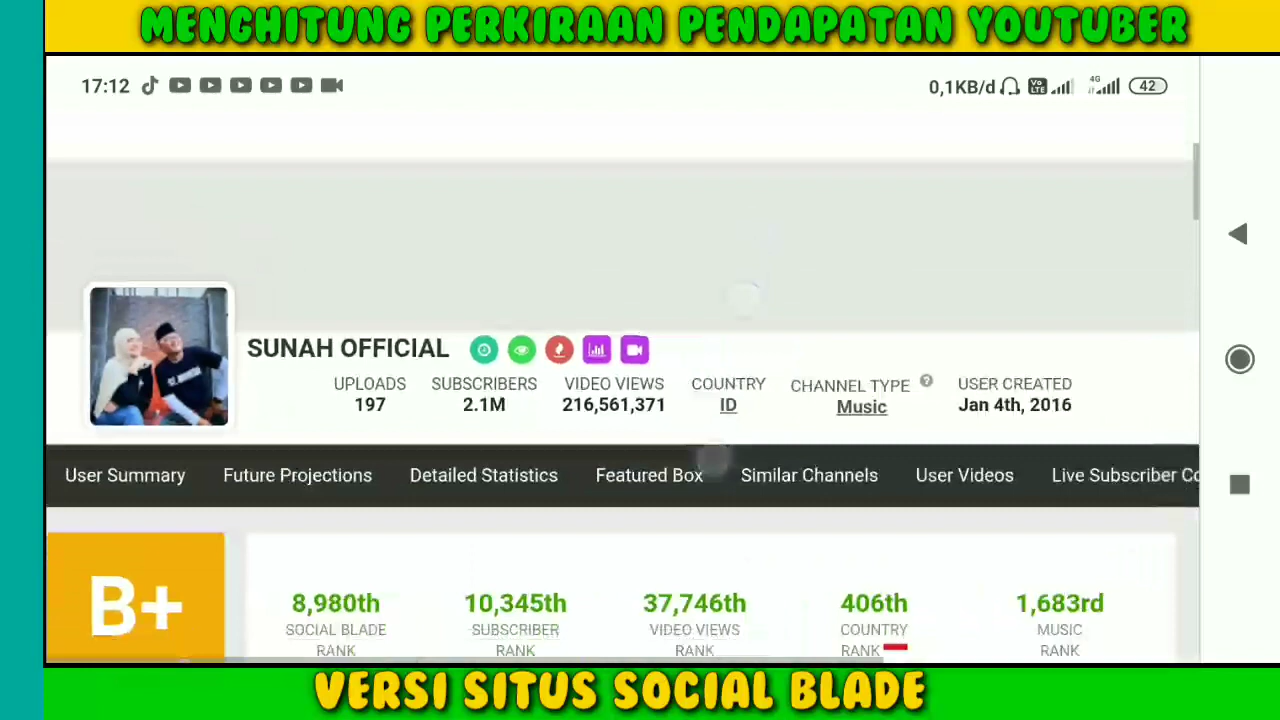 MENGHITUNG PERKIRAAN PENDAPATAN YOUTUBER
17:12 0,1KB/d Vo LTE 4G 42
SUNAH OFFICIAL
UPLOADS SUBSCRIBERS VIDEO VIEWS COUNTRY CHANNEL TYPE ? USER CREATED
197 2.1M 216,561,371 ID Music Jan 4th, 2016
User Summary Future Projections Detailed Statistics Featured Box Similar Channels User Videos Live Subscriber Co
B+
8,980th 10,345th 37,746th 406th 1,683rd
SOCIAL BLADE SUBSCRIBER VIDEO VIEWS COUNTRY MUSIC
RANK RANK RANK RANK RANK
VERSI SITUS SOCIAL BLADE